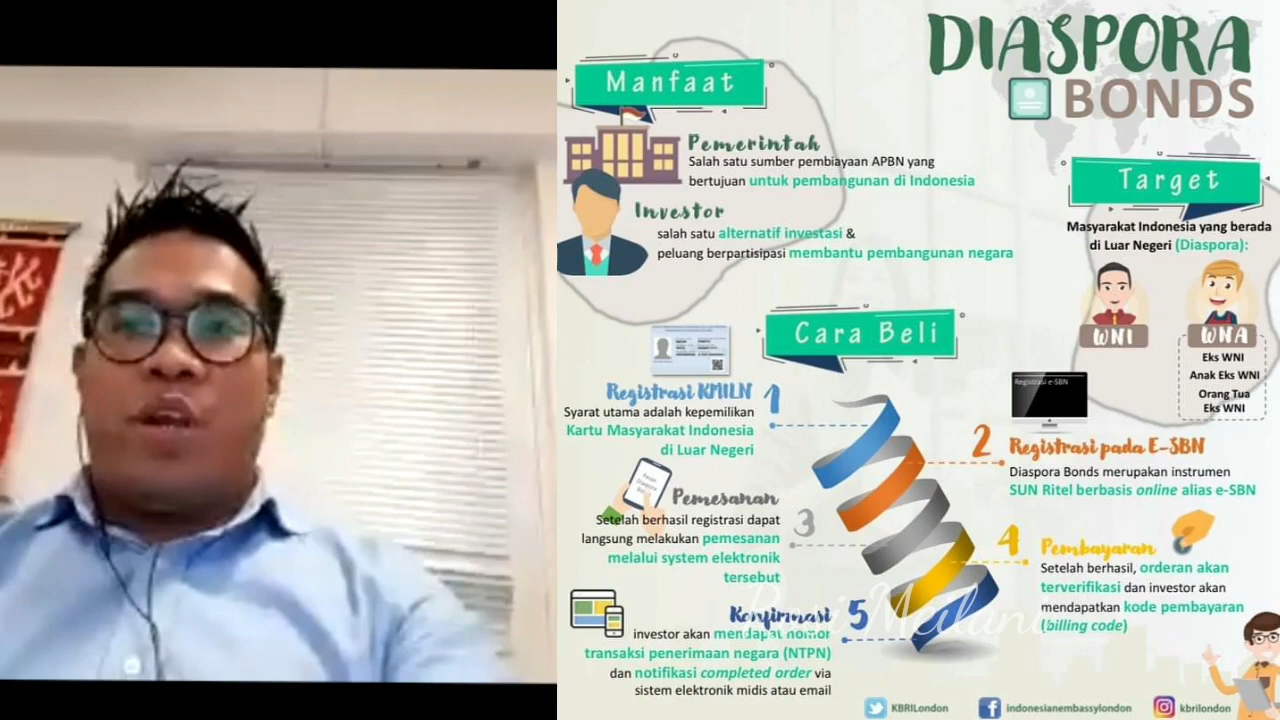 DIASPORA
BONDS
Manfaat
Pemerintah
Salah satu sumber pembiayaan APBN yang
bertujuan untuk pembangunan di Indonesia
Investor
salah satu alternatif investasi &
peluang berpartisipasi membantu pembangunan negara
Target
Masyarakat Indonesia yang berada
di Luar Negeri (Diaspora):
WNI
WNA
Eks WNI
Anak Eks WNI
Orang Tua
Eks WNI
Cara Beli
Registrasi KMILN 1
Syarat utama adalah kepemilikan
Kartu Masyarakat Indonesia
di Luar Negeri
Registrasi e-SBN
2 Registrasi pada E-SBN
Diaspora Bonds merupakan instrumen
SUN Ritel berbasis online alias e-SBN
Pesan
Diaspora
Pemesanan 3
Setelah berhasil registrasi dapat
langsung melakukan pemesanan
melalui system elektronik
tersebut
4 Pembayaran
Setelah berhasil, orderan akan
terverifikasi dan investor akan
mendapatkan kode pembayaran
(billing code)
Konfirmasi 5
investor akan mendapat nomor
transaksi penerimaan negara (NTPN)
dan notifikasi completed order via
sistem elektronik midis atau email
KBRILondon
indonesianembassylondon
kbrilondon